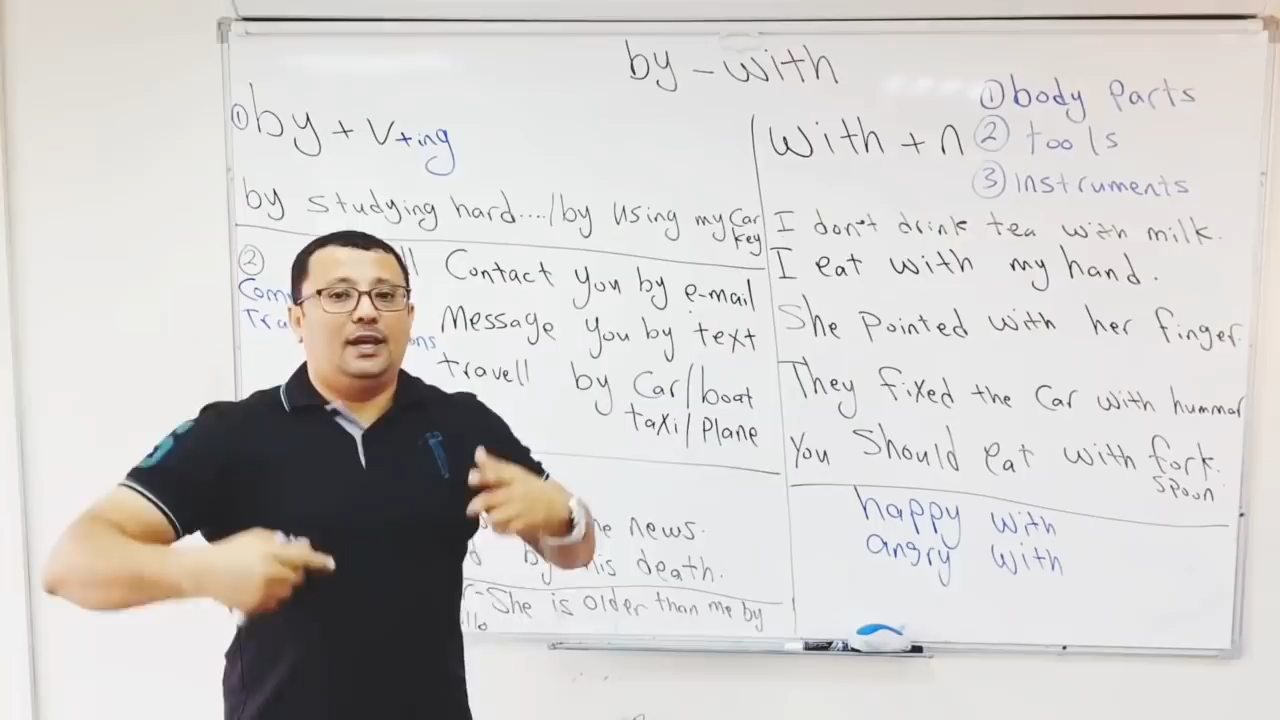 by – with
① by + V+ing
by studying hard..../by using my Car key
②
Contact you by e-mail
Message you by text
travell by Car/boat
taxi/Plane
the news.
by his death.
She is older than me by
with + n
① body parts
② tools
③ instruments
I don't drink tea with milk.
I eat with my hand.
She pointed with her finger.
They fixed the Car with hummar
You Should eat with fork.
Spoon
happy with
angry with